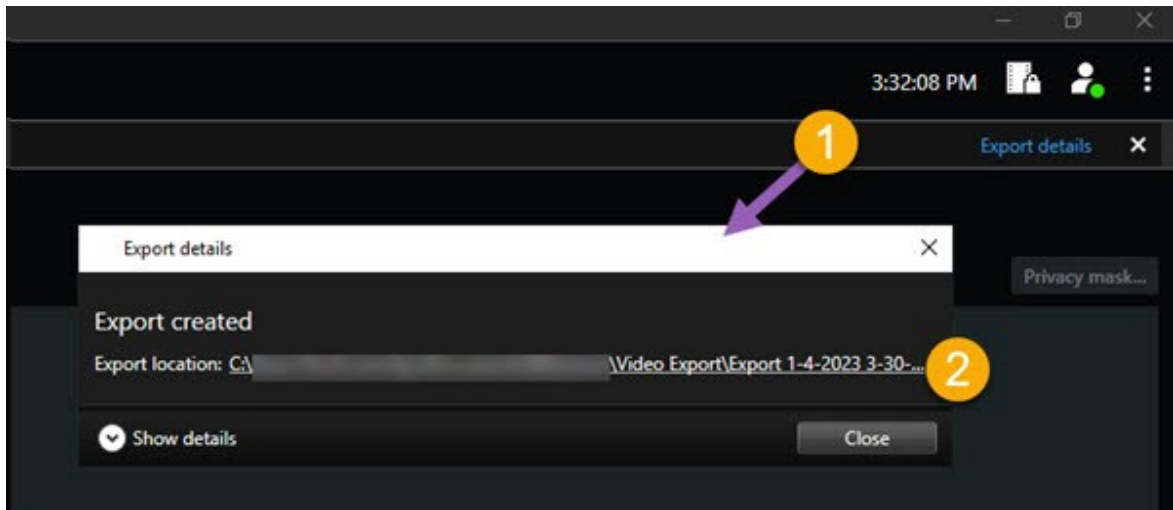 3:32:08 PM
1
Export details
Export details
Privacy mask...
Export created
Export location: C:\ \Video Export\Export 1-4-2023 3-30-...
2
Show details
Close